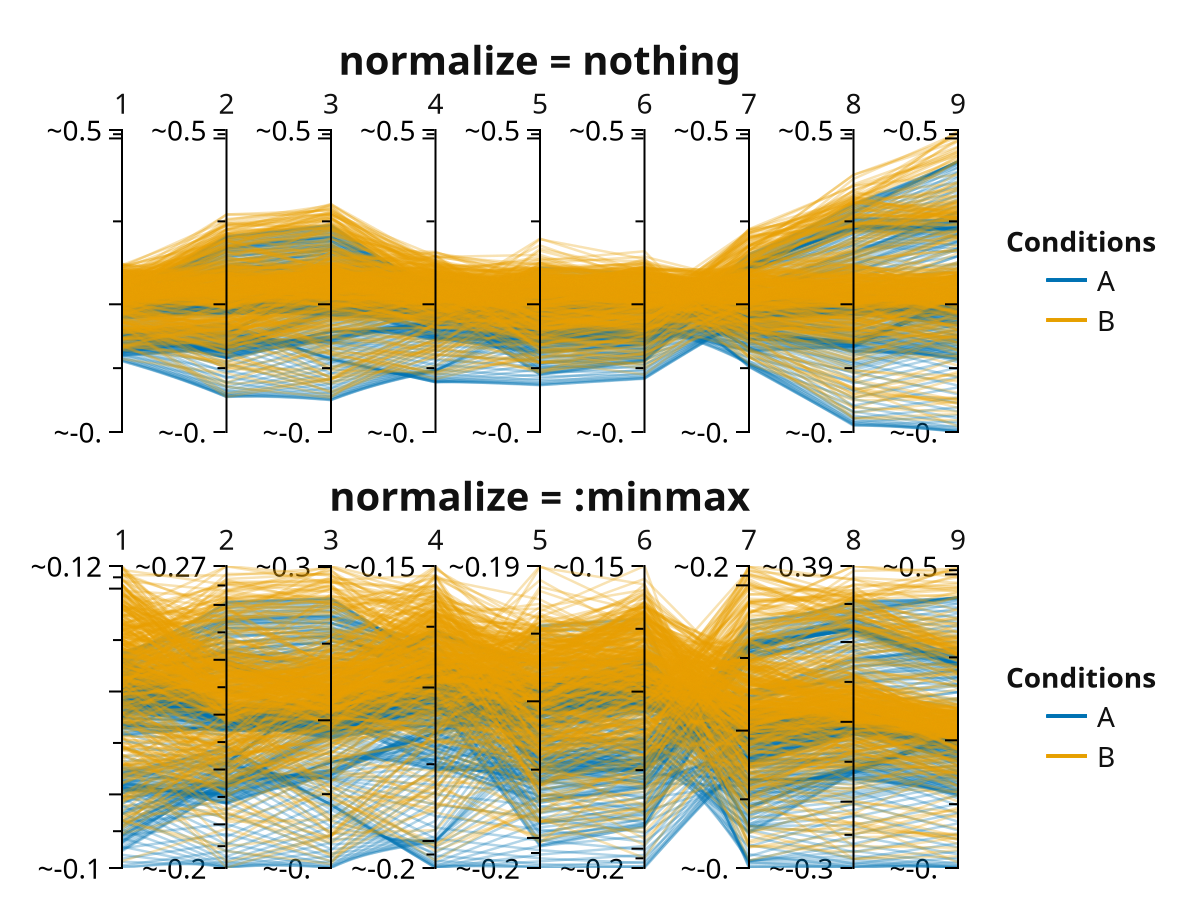 normalize = nothing
1 2 3 4 5 6 7 8 9
~0.5 ~0.5 ~0.5 ~0.5 ~0.5 ~0.5 ~0.5 ~0.5 ~0.5
Conditions
A
B
~-0. ~-0. ~-0. ~-0. ~-0. ~-0. ~-0. ~-0. ~-0.
normalize = :minmax
1 2 3 4 5 6 7 8 9
~0.12 ~0.27 ~0.3 ~0.15 ~0.19 ~0.15 ~0.2 ~0.39 ~0.5
Conditions
A
B
~-0.1 ~-0.2 ~-0. ~-0.2 ~-0.2 ~-0.2 ~-0. ~-0.3 ~-0.